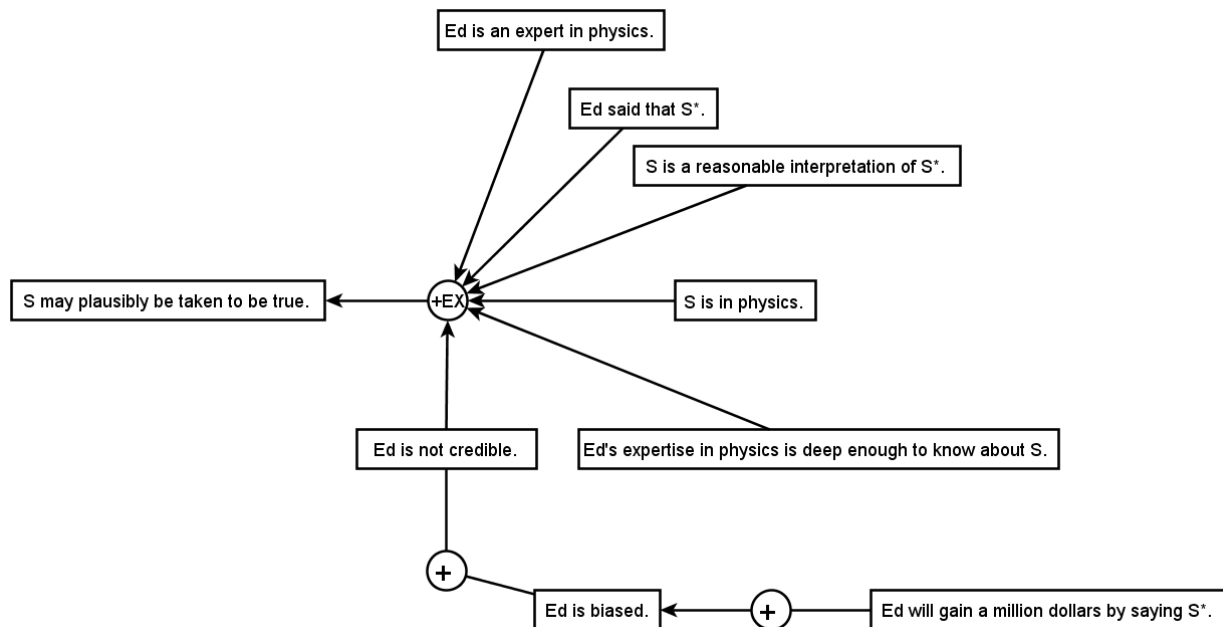 Ed is an expert in physics.
Ed said that S*.
S is a reasonable interpretation of S*.
S may plausibly be taken to be true.
+EX
S is in physics.
Ed is not credible.
Ed's expertise in physics is deep enough to know about S.
+
Ed is biased.
+
Ed will gain a million dollars by saying S*.